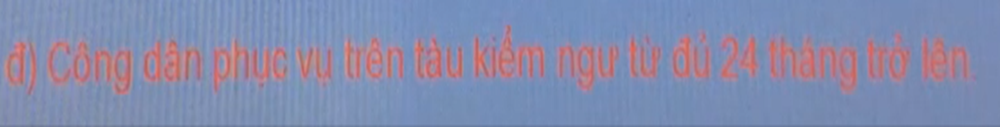 đ) Công dân phục vụ trên tàu kiểm ngư từ đủ 24 tháng trở lên.